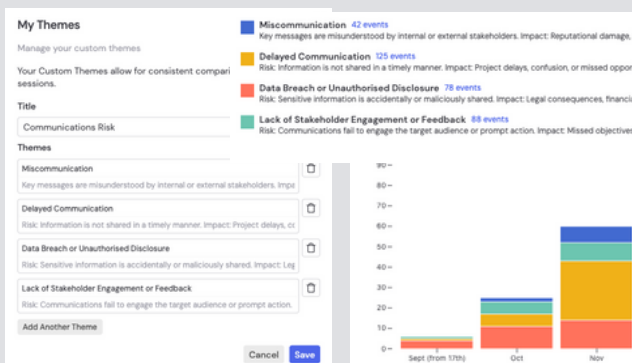 My Themes
Manage your custom themes
Your Custom Themes allow for consistent compari
sessions.
Title
Communications Risk
Themes
Miscommunication
Key messages are misunderstood by internal or external stakeholders. Impa
Delayed Communication
Risk: Information is not shared in a timely manner. Impact: Project delays, co
Data Breach or Unauthorised Disclosure
Risk: Sensitive information is accidentally or maliciously shared. Impact: Leg
Lack of Stakeholder Engagement or Feedback
Risk: Communications fail to engage the target audience or prompt action.
Add Another Theme
Cancel Save
Miscommunication 42 events
Key messages are misunderstood by internal or external stakeholders. Impact: Reputational damage,
Delayed Communication 125 events
Risk: Information is not shared in a timely manner. Impact: Project delays, confusion, or missed oppor
Data Breach or Unauthorised Disclosure 78 events
Risk: Sensitive information is accidentally or maliciously shared. Impact: Legal consequences, financia
Lack of Stakeholder Engagement or Feedback 88 events
Risk: Communications fail to engage the target audience or prompt action. Impact: Missed objectives
90
80
70
60
50
40
30
20
10
0
Sept (from 17th) Oct Nov